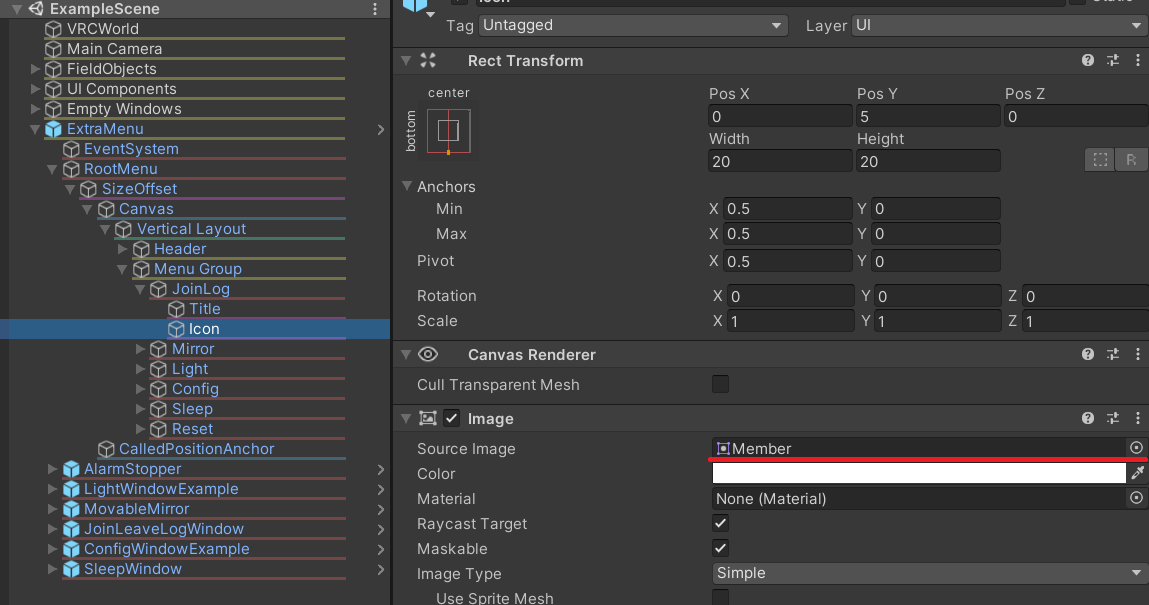 ExampleScene
VRCWorld
Main Camera
FieldObjects
UI Components
Empty Windows
ExtraMenu
EventSystem
RootMenu
SizeOffset
Canvas
Vertical Layout
Header
Menu Group
JoinLog
Title
Icon
Mirror
Light
Config
Sleep
Reset
CalledPositionAnchor
AlarmStopper
LightWindowExample
MovableMirror
JoinLeaveLogWindow
ConfigWindowExample
SleepWindow
Icon Static
Tag Untagged Layer UI
Rect Transform
center
bottom
Pos X Pos Y Pos Z
0 5 0
Width Height
20 20 R
Anchors
Min X 0.5 Y 0
Max X 0.5 Y 0
Pivot X 0.5 Y 0
Rotation X 0 Y 0 Z 0
Scale X 1 Y 1 Z 1
Canvas Renderer
Cull Transparent Mesh
Image
Source Image Member
Color
Material None (Material)
Raycast Target
Maskable
Image Type Simple
Use Sprite Mesh